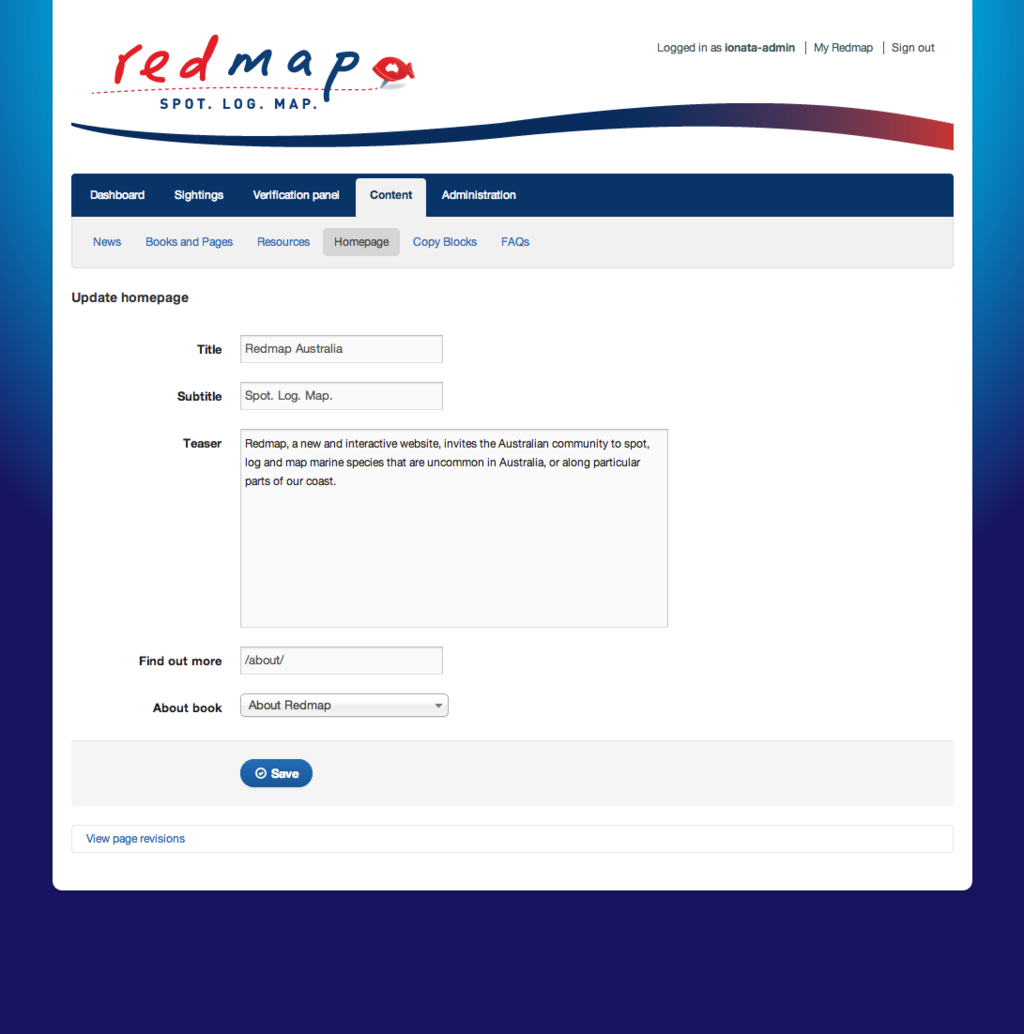 redmap
SPOT. LOG. MAP.
Logged in as ionata-admin | My Redmap | Sign out
Dashboard Sightings Verification panel Content Administration
News Books and Pages Resources Homepage Copy Blocks FAQs
Update homepage
Title Redmap Australia
Subtitle Spot. Log. Map.
Teaser Redmap, a new and interactive website, invites the Australian community to spot,
log and map marine species that are uncommon in Australia, or along particular
parts of our coast.
Find out more /about/
About book About Redmap
Save
View page revisions